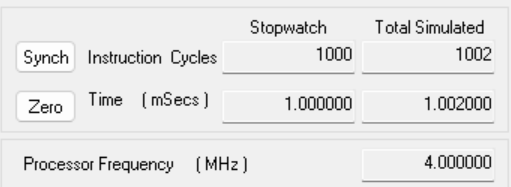 Stopwatch Total Simulated
Synch Instruction Cycles 1000 1002
Zero Time (mSecs) 1.000000 1.002000
Processor Frequency (MHz) 4.000000